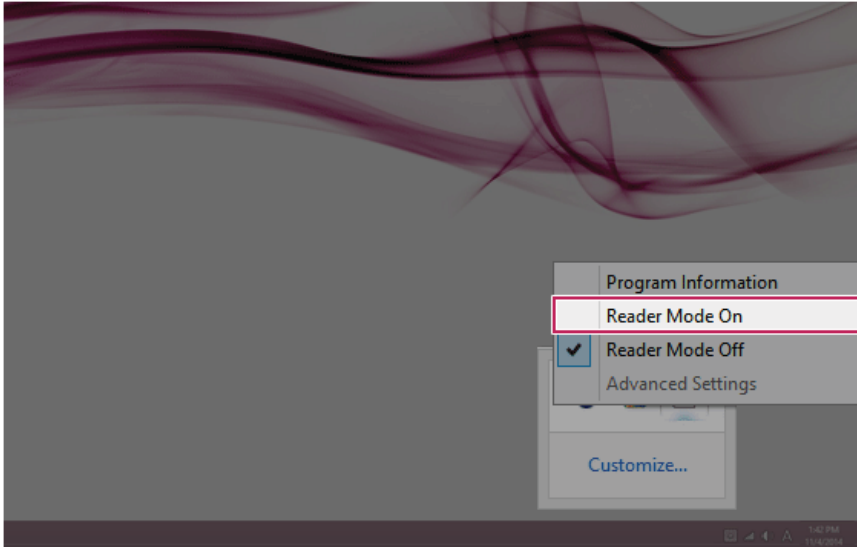 Program Information
Reader Mode On
Reader Mode Off
Advanced Settings
Customize...
A
1:42 PM
11/4/2014